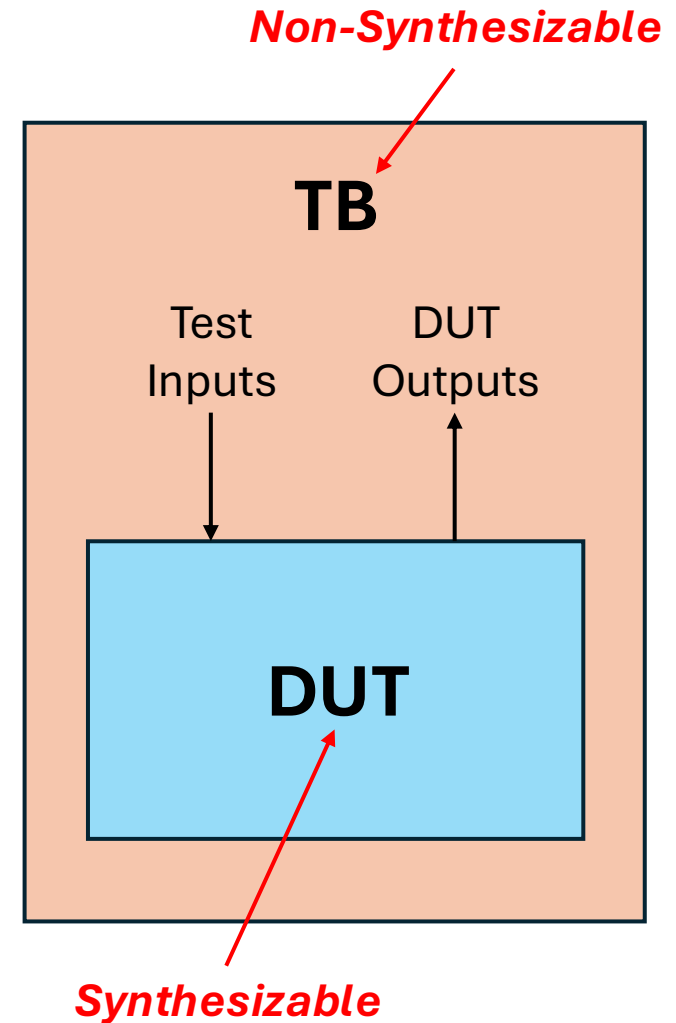 Non-Synthesizable
TB
Test
Inputs
DUT
Outputs
DUT
Synthesizable